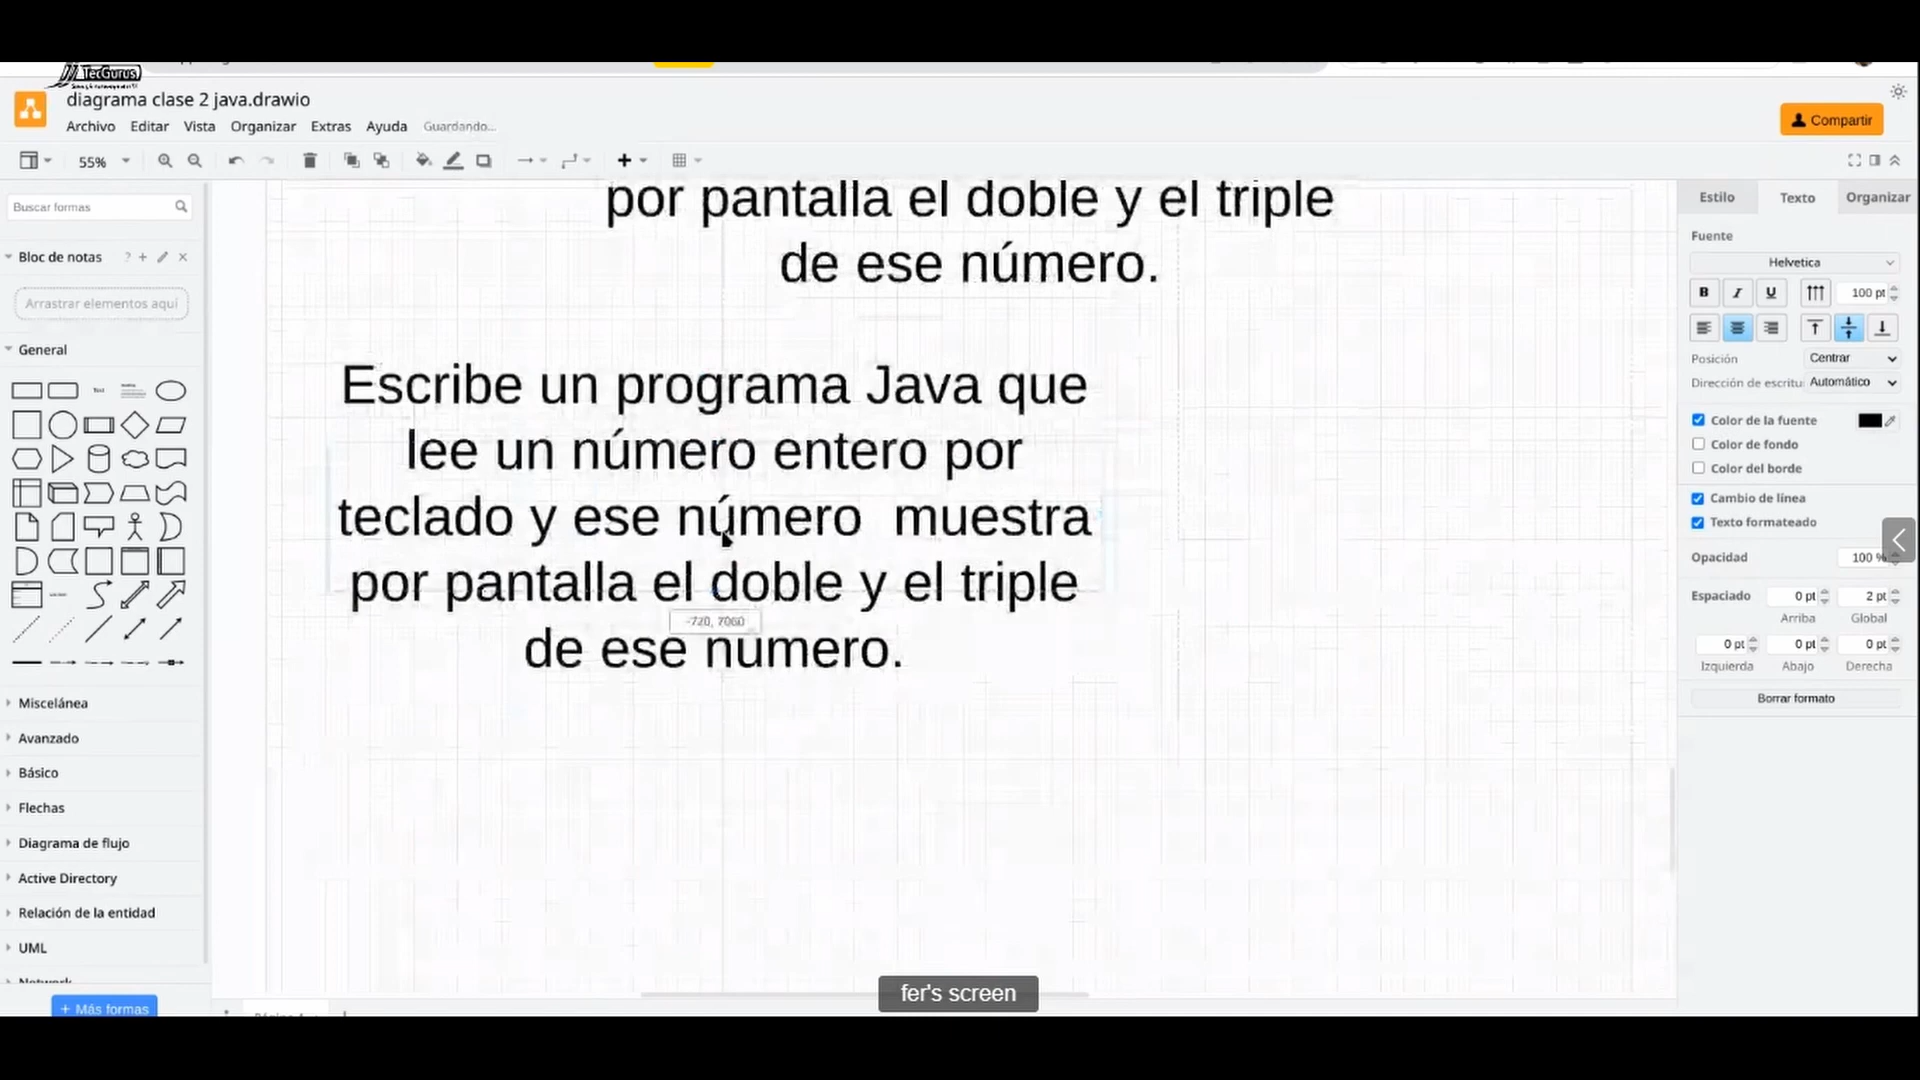 TecGurus
diagrama clase 2 java.drawio
Archivo Editar Vista Organizar Extras Ayuda Guardando...
Compartir
55%
Buscar formas
Bloc de notas
Arrastrar elementos aquí
General
Text
Miscelánea
Avanzado
Básico
Flechas
Diagrama de flujo
Active Directory
Relación de la entidad
UML
Network
+ Más formas
por pantalla el doble y el triple
de ese número.
Escribe un programa Java que
lee un número entero por
teclado y ese número muestra
por pantalla el doble y el triple
-720, 7060
de ese número.
fer's screen
Estilo Texto Organizar
Fuente
Helvetica
B I U 100 pt
Posición Centrar
Dirección de escritu Automático
Color de la fuente
Color de fondo
Color del borde
Cambio de línea
Texto formateado
Opacidad 100 %
Espaciado 0 pt 2 pt
Arriba Global
0 pt 0 pt 0 pt
Izquierda Abajo Derecha
Borrar formato